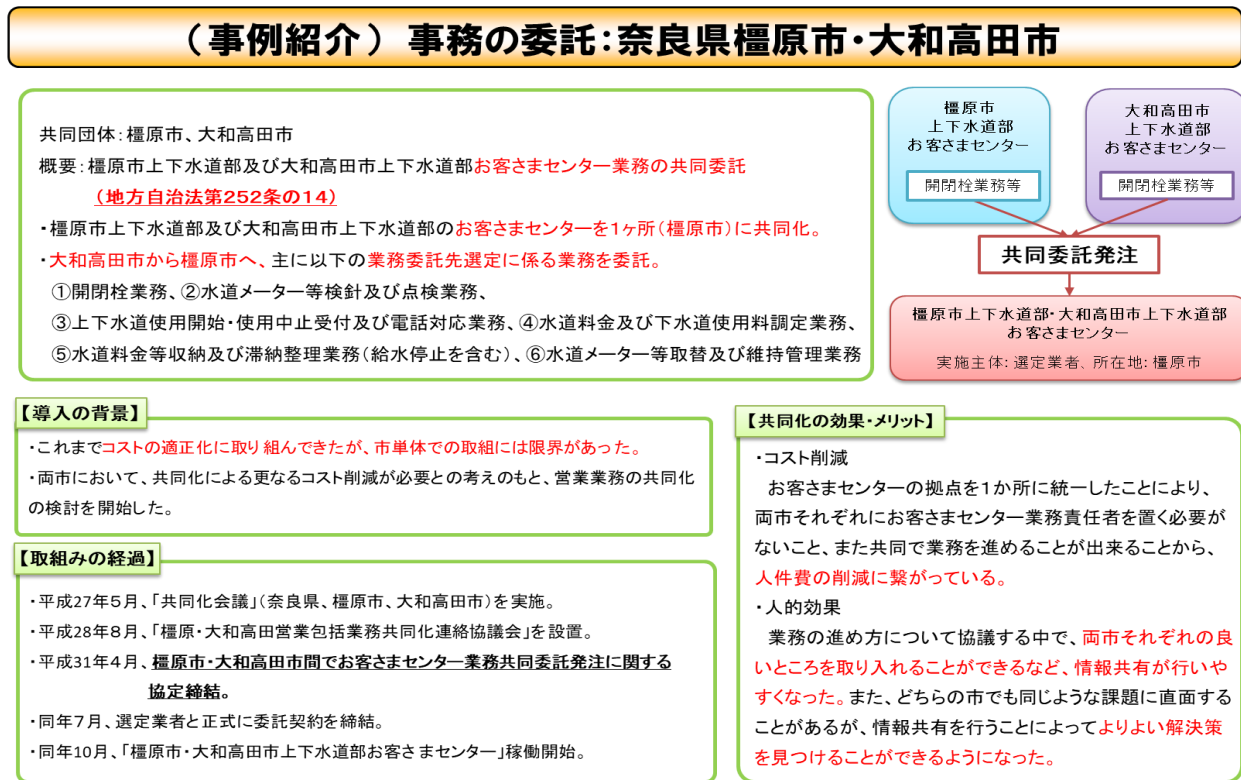 （事例紹介）事務の委託：奈良県橿原市・大和高田市
共同団体：橿原市、大和高田市
概要：橿原市上下水道部及び大和高田市上下水道部お客さまセンター業務の共同委託
（地方自治法第252条の14）
・橿原市上下水道部及び大和高田市上下水道部のお客さまセンターを1ヶ所（橿原市）に共同化。
・大和高田市から橿原市へ、主に以下の業務委託先選定に係る業務を委託。
①開閉栓業務、②水道メーター等検針及び点検業務、
③上下水道使用開始・使用中止受付及び電話対応業務、④水道料金及び下水道使用料調定業務、
⑤水道料金等収納及び滞納整理業務（給水停止を含む）、⑥水道メーター等取替及び維持管理業務
橿原市
上下水道部
お客さまセンター
開閉栓業務等
大和高田市
上下水道部
お客さまセンター
開閉栓業務等
共同委託発注
橿原市上下水道部・大和高田市上下水道部
お客さまセンター
実施主体：選定業者、所在地：橿原市
【導入の背景】
・これまでコストの適正化に取り組んできたが、市単体での取組には限界があった。
・両市において、共同化による更なるコスト削減が必要との考えのもと、営業業務の共同化
の検討を開始した。
【取組みの経過】
・平成27年5月、「共同化会議」（奈良県、橿原市、大和高田市）を実施。
・平成28年8月、「橿原・大和高田営業包括業務共同化連絡協議会」を設置。
・平成31年4月、橿原市・大和高田市間でお客さまセンター業務共同委託発注に関する
協定締結。
・同年7月、選定業者と正式に委託契約を締結。
・同年10月、「橿原市・大和高田市上下水道部お客さまセンター」稼働開始。
【共同化の効果・メリット】
・コスト削減
お客さまセンターの拠点を1か所に統一したことにより、
両市それぞれにお客さまセンター業務責任者を置く必要が
ないこと、また共同で業務を進めることが出来ることから、
人件費の削減に繋がっている。
・人的効果
業務の進め方について協議する中で、両市それぞれの良
いところを取り入れることができるなど、情報共有が行いや
すくなった。また、どちらの市でも同じような課題に直面する
ことがあるが、情報共有を行うことによってよりよい解決策
を見つけることができるようになった。